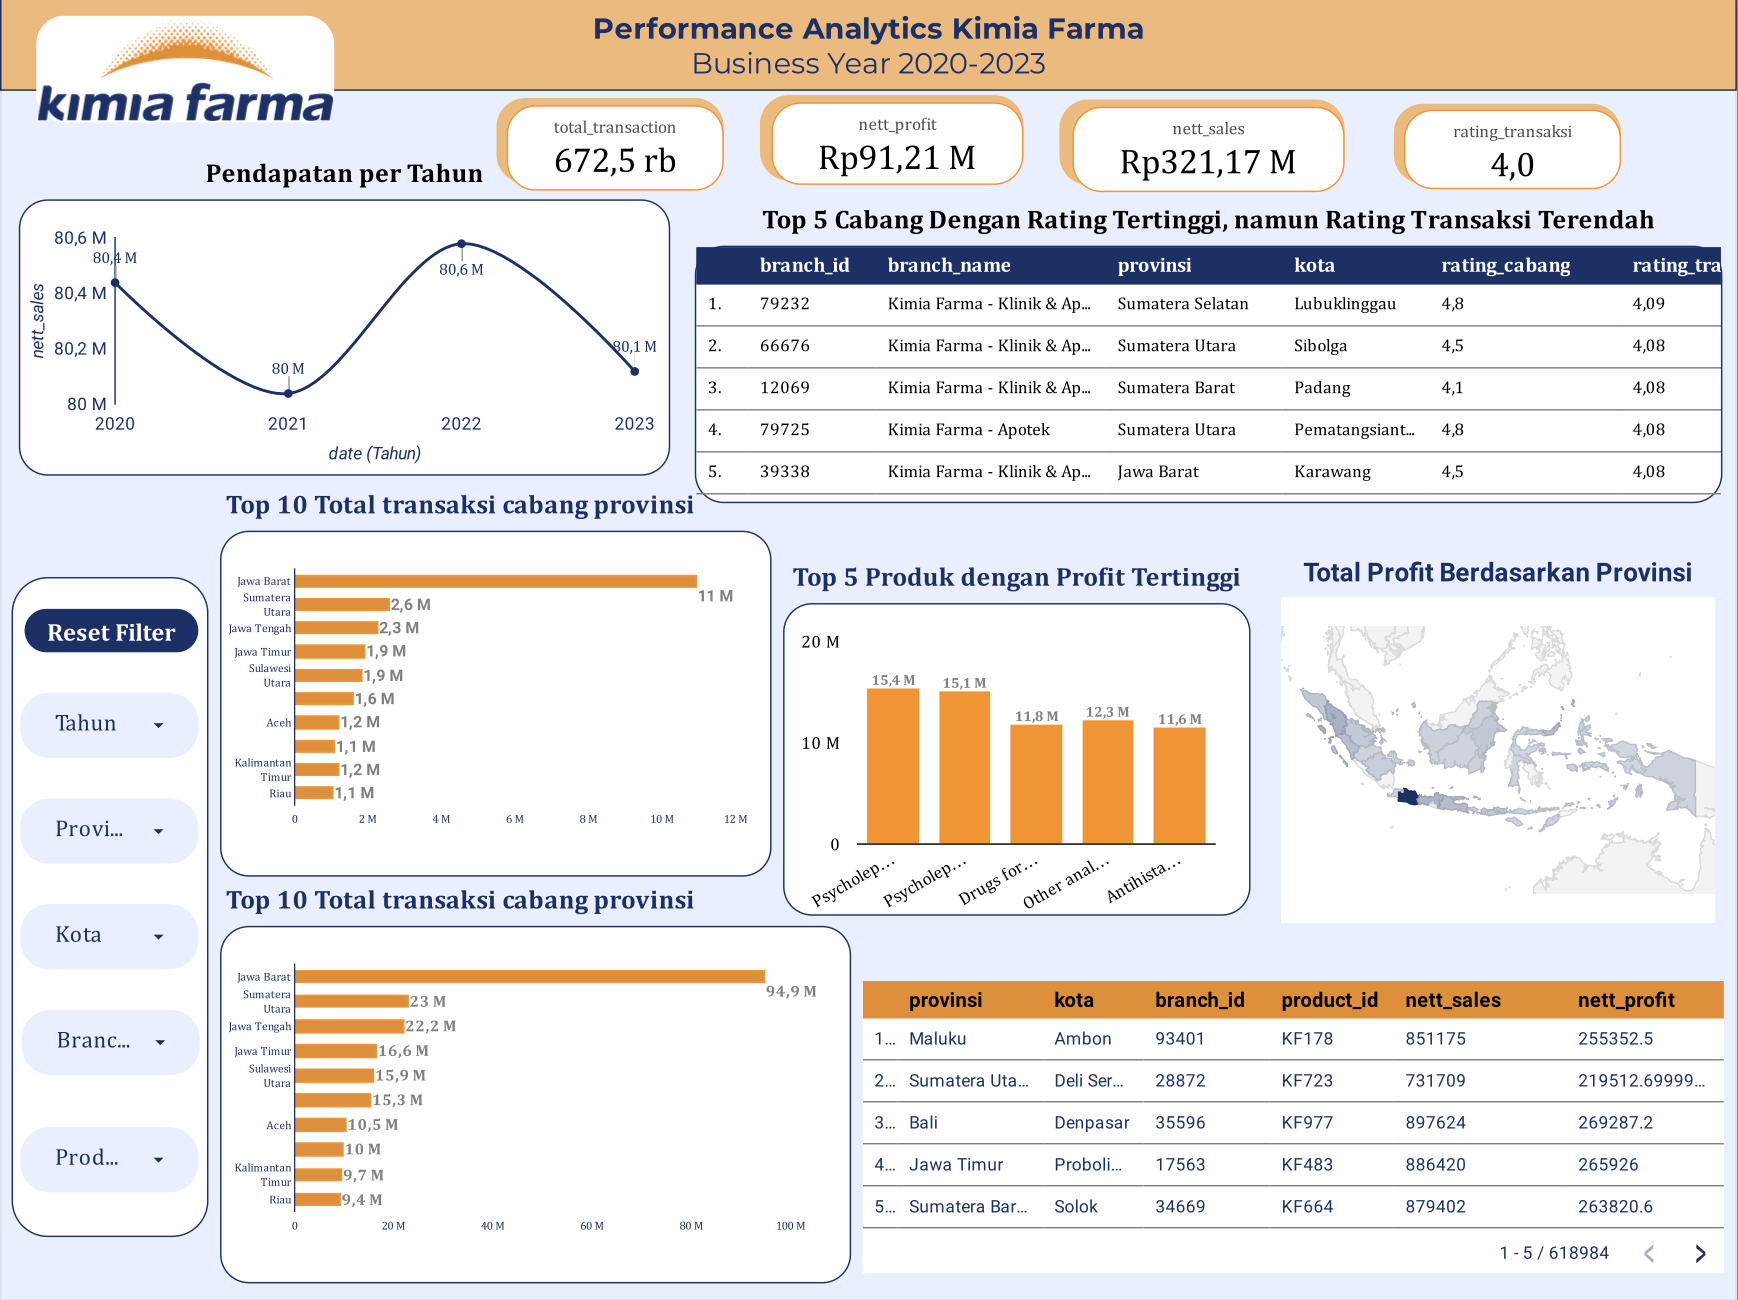 Performance Analytics Kimia Farma
Business Year 2020-2023
kimia farma
total_transaction
672,5 rb
nett_profit
Rp91,21 M
nett_sales
Rp321,17 M
rating_transaksi
4,0
Pendapatan per Tahun
80,6 M
80,4 M
80,2 M
80 M
nett_sales
80,4 M
80 M
80,6 M
80,1 M
2020 2021 2022 2023
date (Tahun)
Top 5 Cabang Dengan Rating Tertinggi, namun Rating Transaksi Terendah
branch_id branch_name provinsi kota rating_cabang rating_tra
1. 79232 Kimia Farma - Klinik & Ap... Sumatera Selatan Lubuklinggau 4,8 4,09
2. 66676 Kimia Farma - Klinik & Ap... Sumatera Utara Sibolga 4,5 4,08
3. 12069 Kimia Farma - Klinik & Ap... Sumatera Barat Padang 4,1 4,08
4. 79725 Kimia Farma - Apotek Sumatera Utara Pematangsiant... 4,8 4,08
5. 39338 Kimia Farma - Klinik & Ap... Jawa Barat Karawang 4,5 4,08
Reset Filter
Tahun
Provi...
Kota
Branc...
Prod...
Top 10 Total transaksi cabang provinsi
Jawa Barat 11 M
Sumatera
Utara 2,6 M
Jawa Tengah 2,3 M
Jawa Timur 1,9 M
Sulawesi
Utara 1,9 M
1,6 M
Aceh 1,2 M
1,1 M
Kalimantan
Timur 1,2 M
Riau 1,1 M
0 2 M 4 M 6 M 8 M 10 M 12 M
Top 5 Produk dengan Profit Tertinggi
20 M
10 M
0
15,4 M 15,1 M 11,8 M 12,3 M 11,6 M
Psycholep... Psycholep... Drugs for... Other anal... Antihista...
Total Profit Berdasarkan Provinsi
Top 10 Total transaksi cabang provinsi
Jawa Barat 94,9 M
Sumatera
Utara 23 M
Jawa Tengah 22,2 M
Jawa Timur 16,6 M
Sulawesi
Utara 15,9 M
15,3 M
Aceh 10,5 M
10 M
Kalimantan
Timur 9,7 M
Riau 9,4 M
0 20 M 40 M 60 M 80 M 100 M
provinsi kota branch_id product_id nett_sales nett_profit
1... Maluku Ambon 93401 KF178 851175 255352.5
2... Sumatera Uta... Deli Ser... 28872 KF723 731709 219512.69999...
3... Bali Denpasar 35596 KF977 897624 269287.2
4... Jawa Timur Proboli... 17563 KF483 886420 265926
5... Sumatera Bar... Solok 34669 KF664 879402 263820.6
1 - 5 / 618984